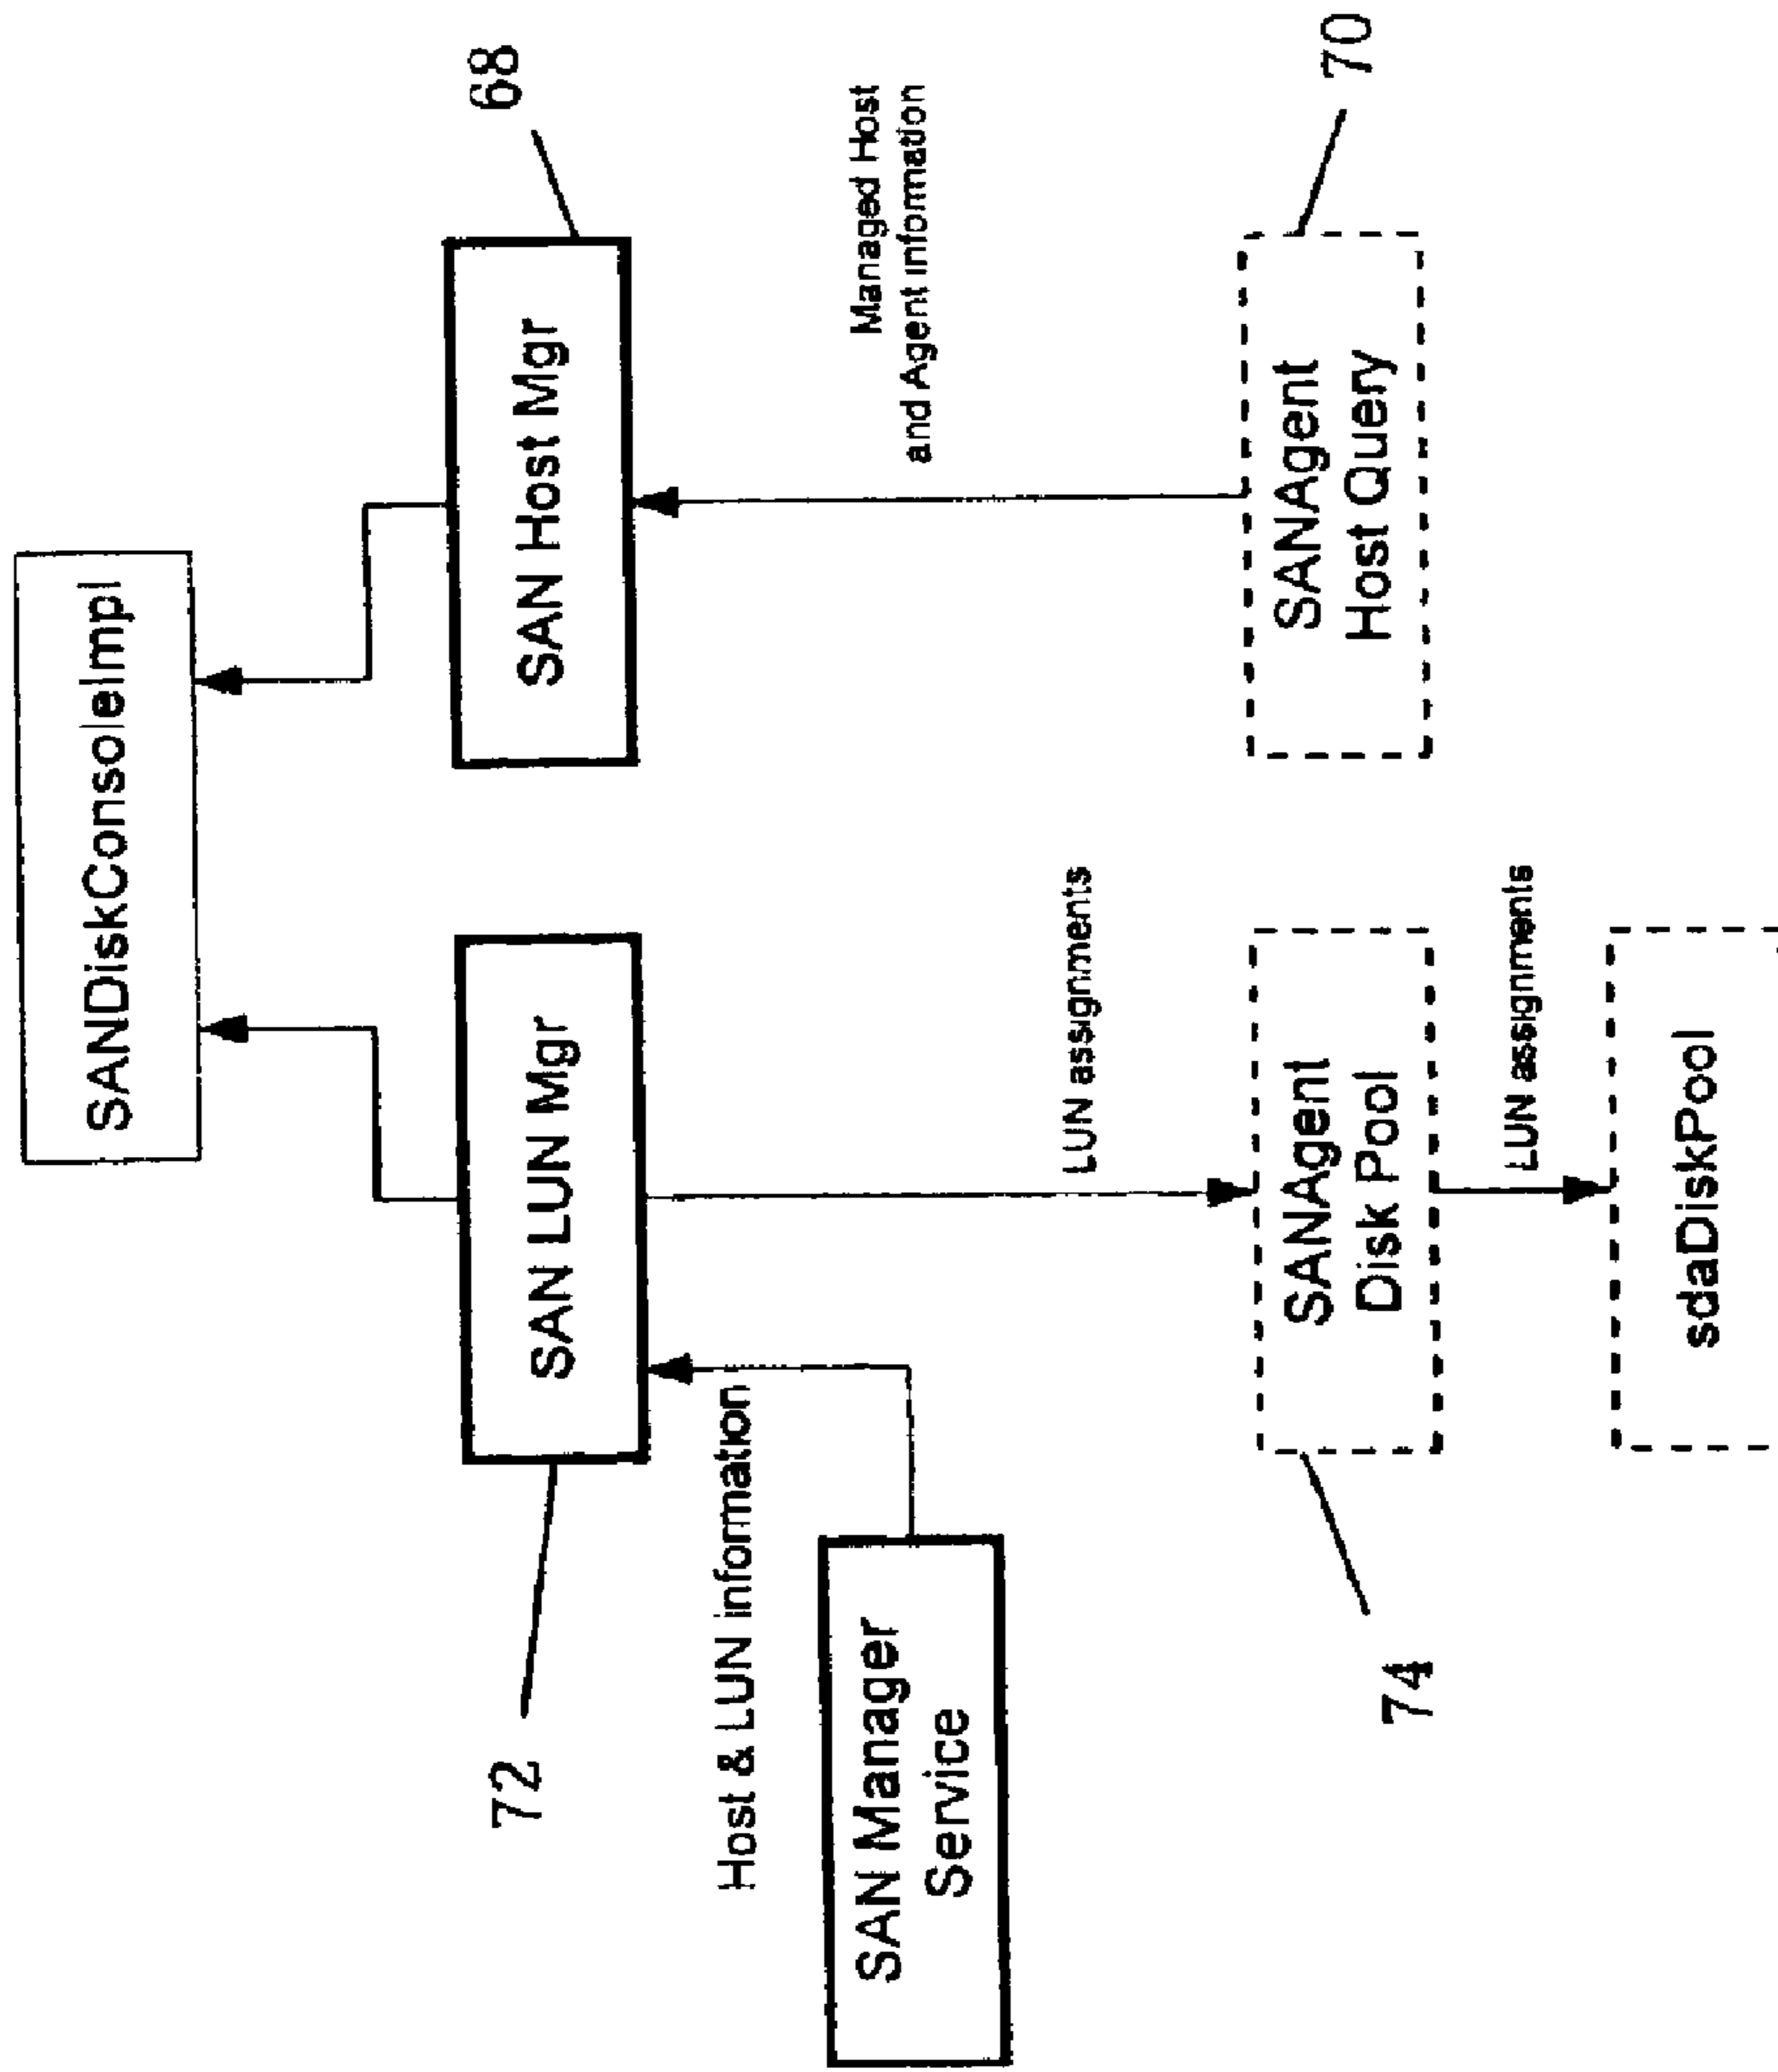 SANDiskConsoleImpl
72
SAN LUN Mgr
SAN Host Mgr
68
Host & LUN information
SAN Manager
Service
LUN assignments
Managed Host
and Agent information
74
SANAgent
Disk Pool
SANAgent
Host Query
70
LUN assignments
sdaDiskPool